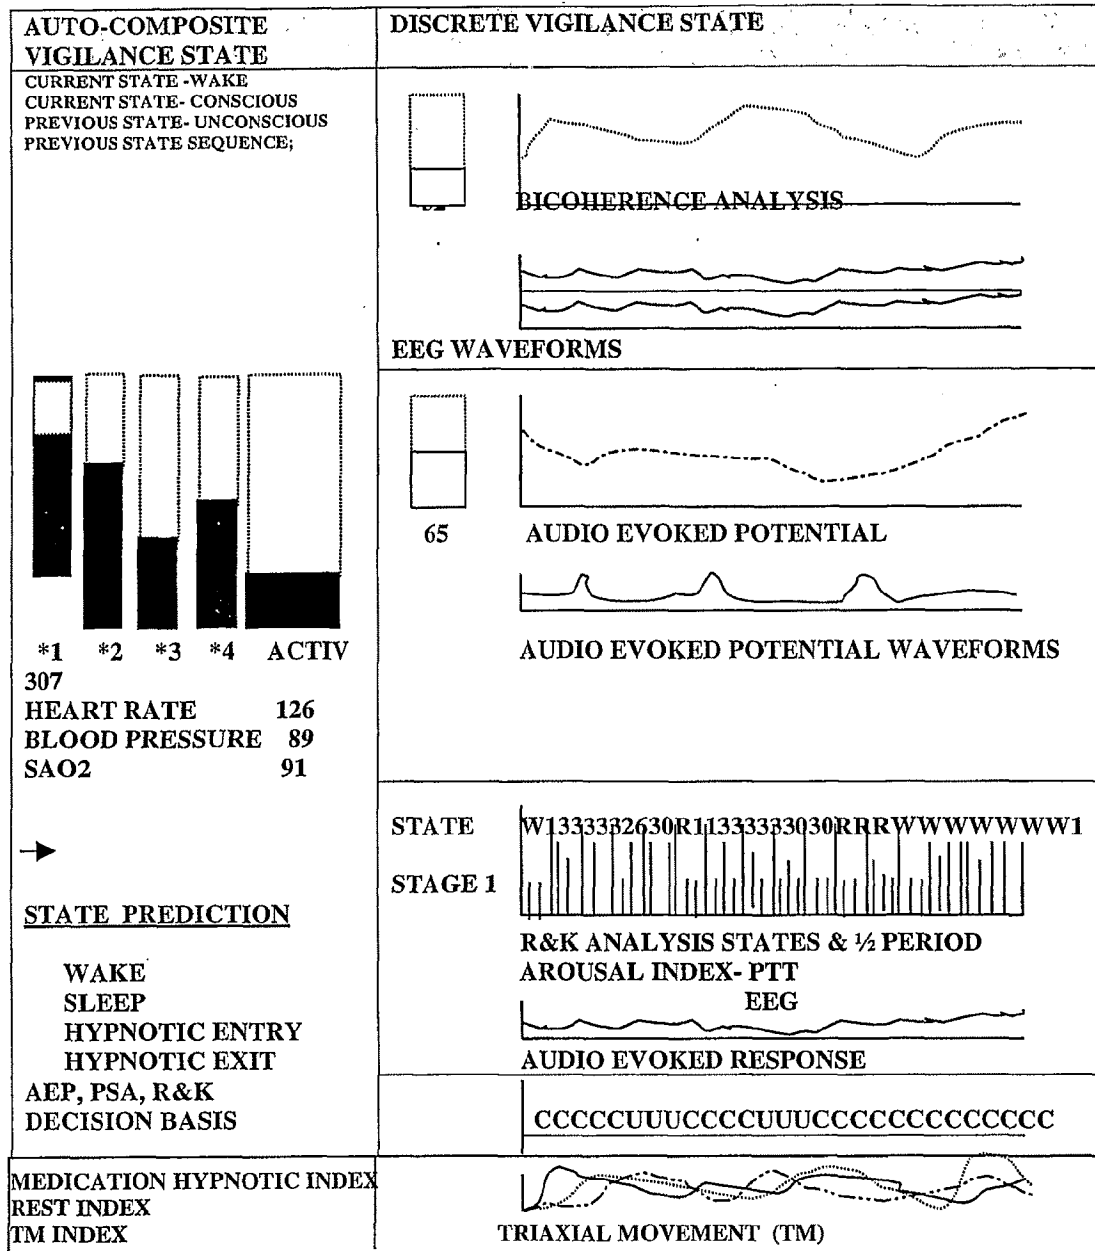 AUTO-COMPOSITE
VIGILANCE STATE
CURRENT STATE -WAKE
CURRENT STATE- CONSCIOUS
PREVIOUS STATE- UNCONSCIOUS
PREVIOUS STATE SEQUENCE;
*1 *2 *3 *4 ACTIV
307
HEART RATE 126
BLOOD PRESSURE 89
SAO2 91
STATE PREDICTION
WAKE
SLEEP
HYPNOTIC ENTRY
HYPNOTIC EXIT
AEP, PSA, R&K
DECISION BASIS
MEDICATION HYPNOTIC INDEX
REST INDEX
TM INDEX
DISCRETE VIGILANCE STATE
BICOHERENCE ANALYSIS
EEG WAVEFORMS
65 AUDIO EVOKED POTENTIAL
AUDIO EVOKED POTENTIAL WAVEFORMS
STATE W1333332630R11333333030RRRWWWWWWWW1
STAGE 1
R&K ANALYSIS STATES & ½ PERIOD
AROUSAL INDEX- PTT
EEG
AUDIO EVOKED RESPONSE
CCCCCUUUCCCCUUUCCCCCCCCCCCCC
TRIAXIAL MOVEMENT (TM)